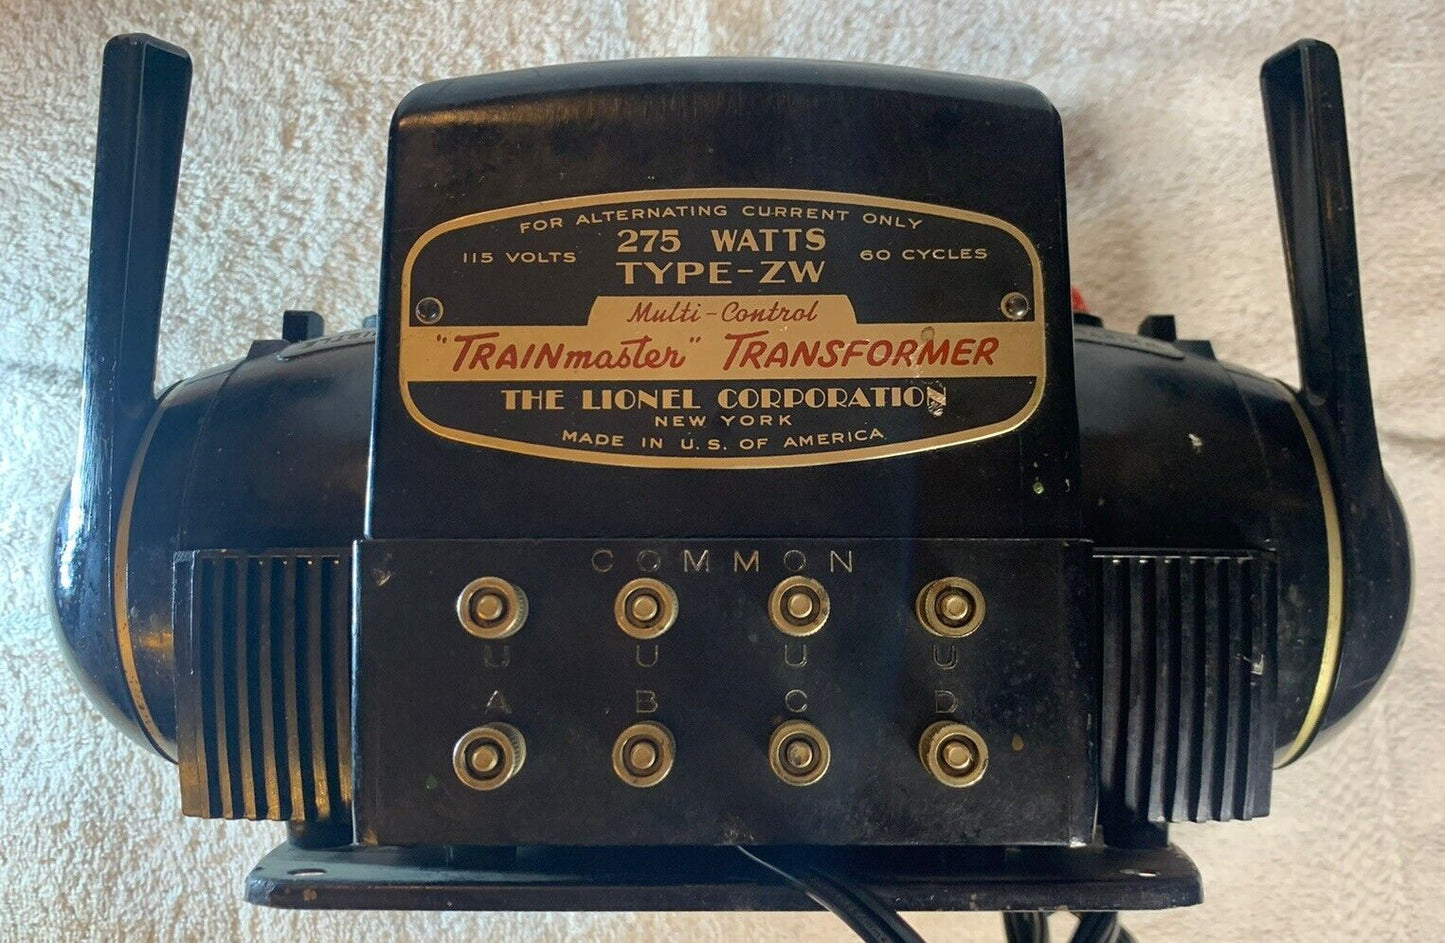 FOR ALTERNATING CURRENT ONLY
115 VOLTS 275 WATTS 60 CYCLES
TYPE-ZW
Multi-Control
"TRAINmaster" TRANSFORMER
THE LIONEL CORPORATION
NEW YORK
MADE IN U.S. OF AMERICA
COMMON
U U U U
A B C D